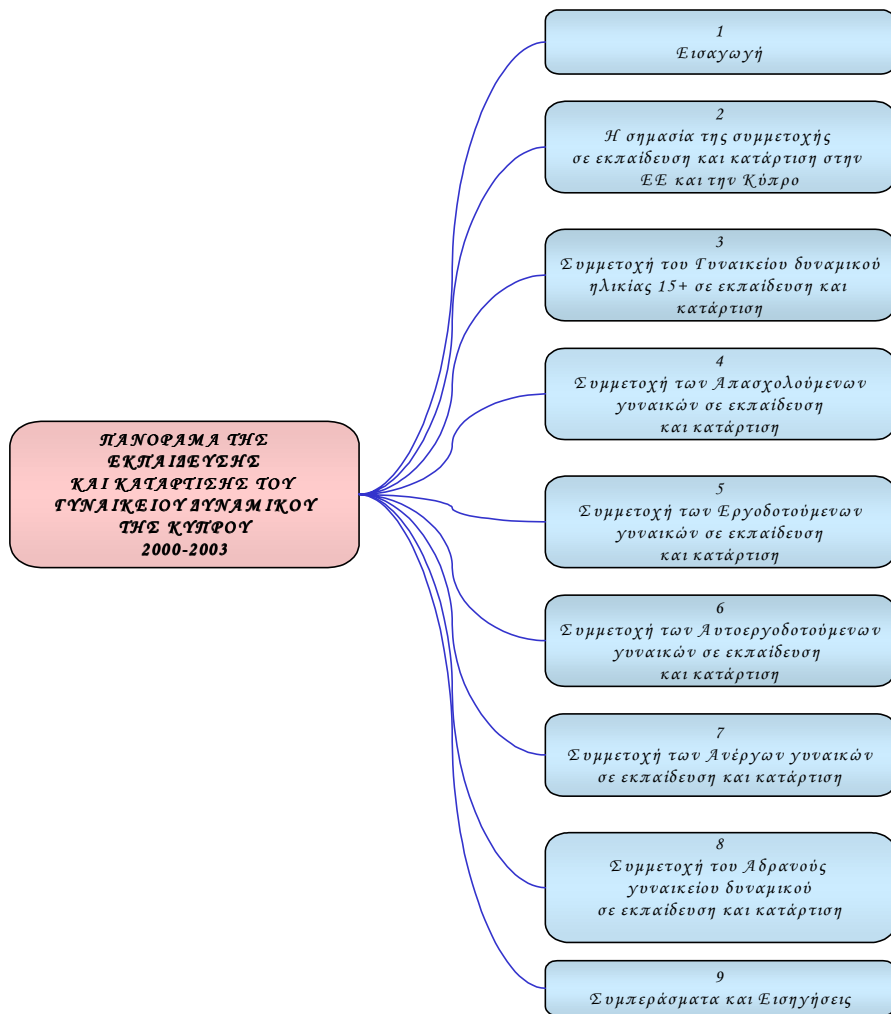 ΠΑΝΟΡΑΜΑ ΤΗΣ
ΕΚΠΑΙΔΕΥΣΗΣ
ΚΑΙ ΚΑΤΑΡΤΙΣΗΣ ΤΟΥ
ΓΥΝΑΙΚΕΙΟΥ ΔΥΝΑΜΙΚΟΥ
ΤΗΣ ΚΥΠΡΟΥ
2000-2003
1
Εισαγωγή
2
Η σημασία της συμμετοχής
σε εκπαίδευση και κατάρτιση στην
ΕΕ και την Κύπρο
3
Συμμετοχή του Γυναικείου δυναμικού
ηλικίας 15+ σε εκπαίδευση και
κατάρτιση
4
Συμμετοχή των Απασχολούμενων
γυναικών σε εκπαίδευση
και κατάρτιση
5
Συμμετοχή των Εργοδοτούμενων
γυναικών σε εκπαίδευση
και κατάρτιση
6
Συμμετοχή των Αυτοεργοδοτούμενων
γυναικών σε εκπαίδευση
και κατάρτιση
7
Συμμετοχή των Ανέργων γυναικών
σε εκπαίδευση και κατάρτιση
8
Συμμετοχή του Αδρανούς
γυναικείου δυναμικού
σε εκπαίδευση και κατάρτιση
9
Συμπεράσματα και Εισηγήσεις